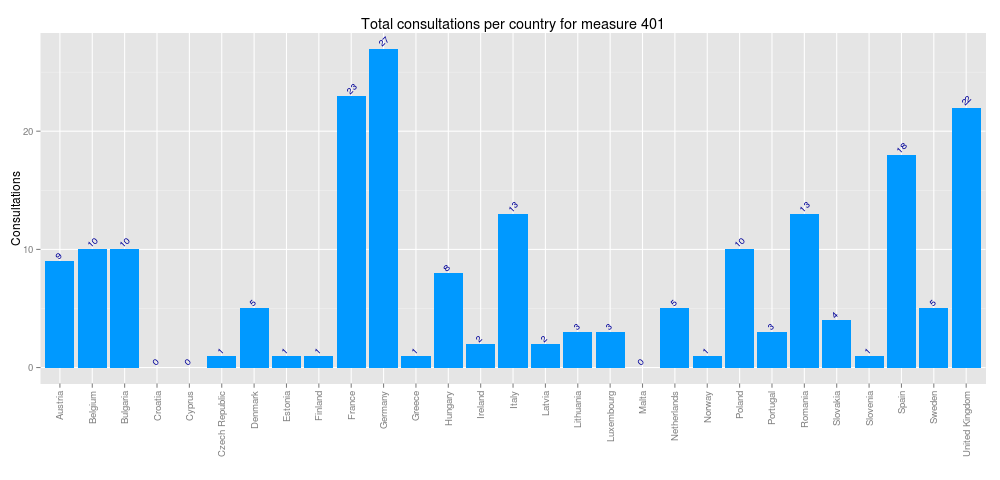 Total consultations per country for measure 401
Consultations
20
10
0
9
10
10
0
0
1
5
1
1
23
27
1
8
2
13
2
3
3
0
5
1
10
3
13
4
1
18
5
22
Austria
Belgium
Bulgaria
Croatia
Cyprus
Czech Republic
Denmark
Estonia
Finland
France
Germany
Greece
Hungary
Ireland
Italy
Latvia
Lithuania
Luxembourg
Malta
Netherlands
Norway
Poland
Portugal
Romania
Slovakia
Slovenia
Spain
Sweden
United Kingdom